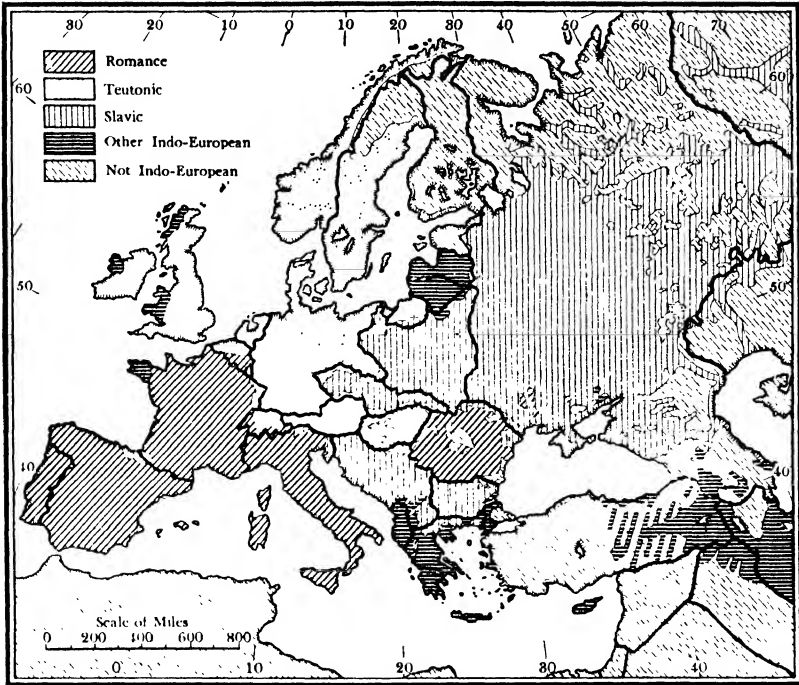 30 20 10 0 10 20 30 40 50 60 70
Romance
60 60
Teutonic
Slavic
Other Indo-European
Not Indo-European
50 50
40 40
Scale of Miles
0 200 400 600 800
0 10 20 30 40